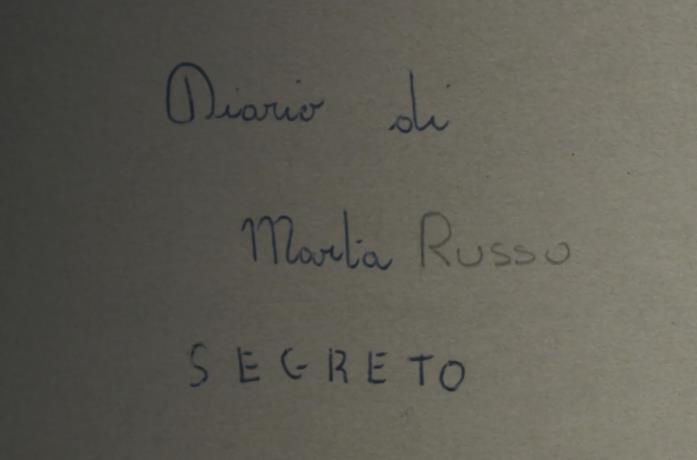 Diario di
Marta Russo
SEGRETO